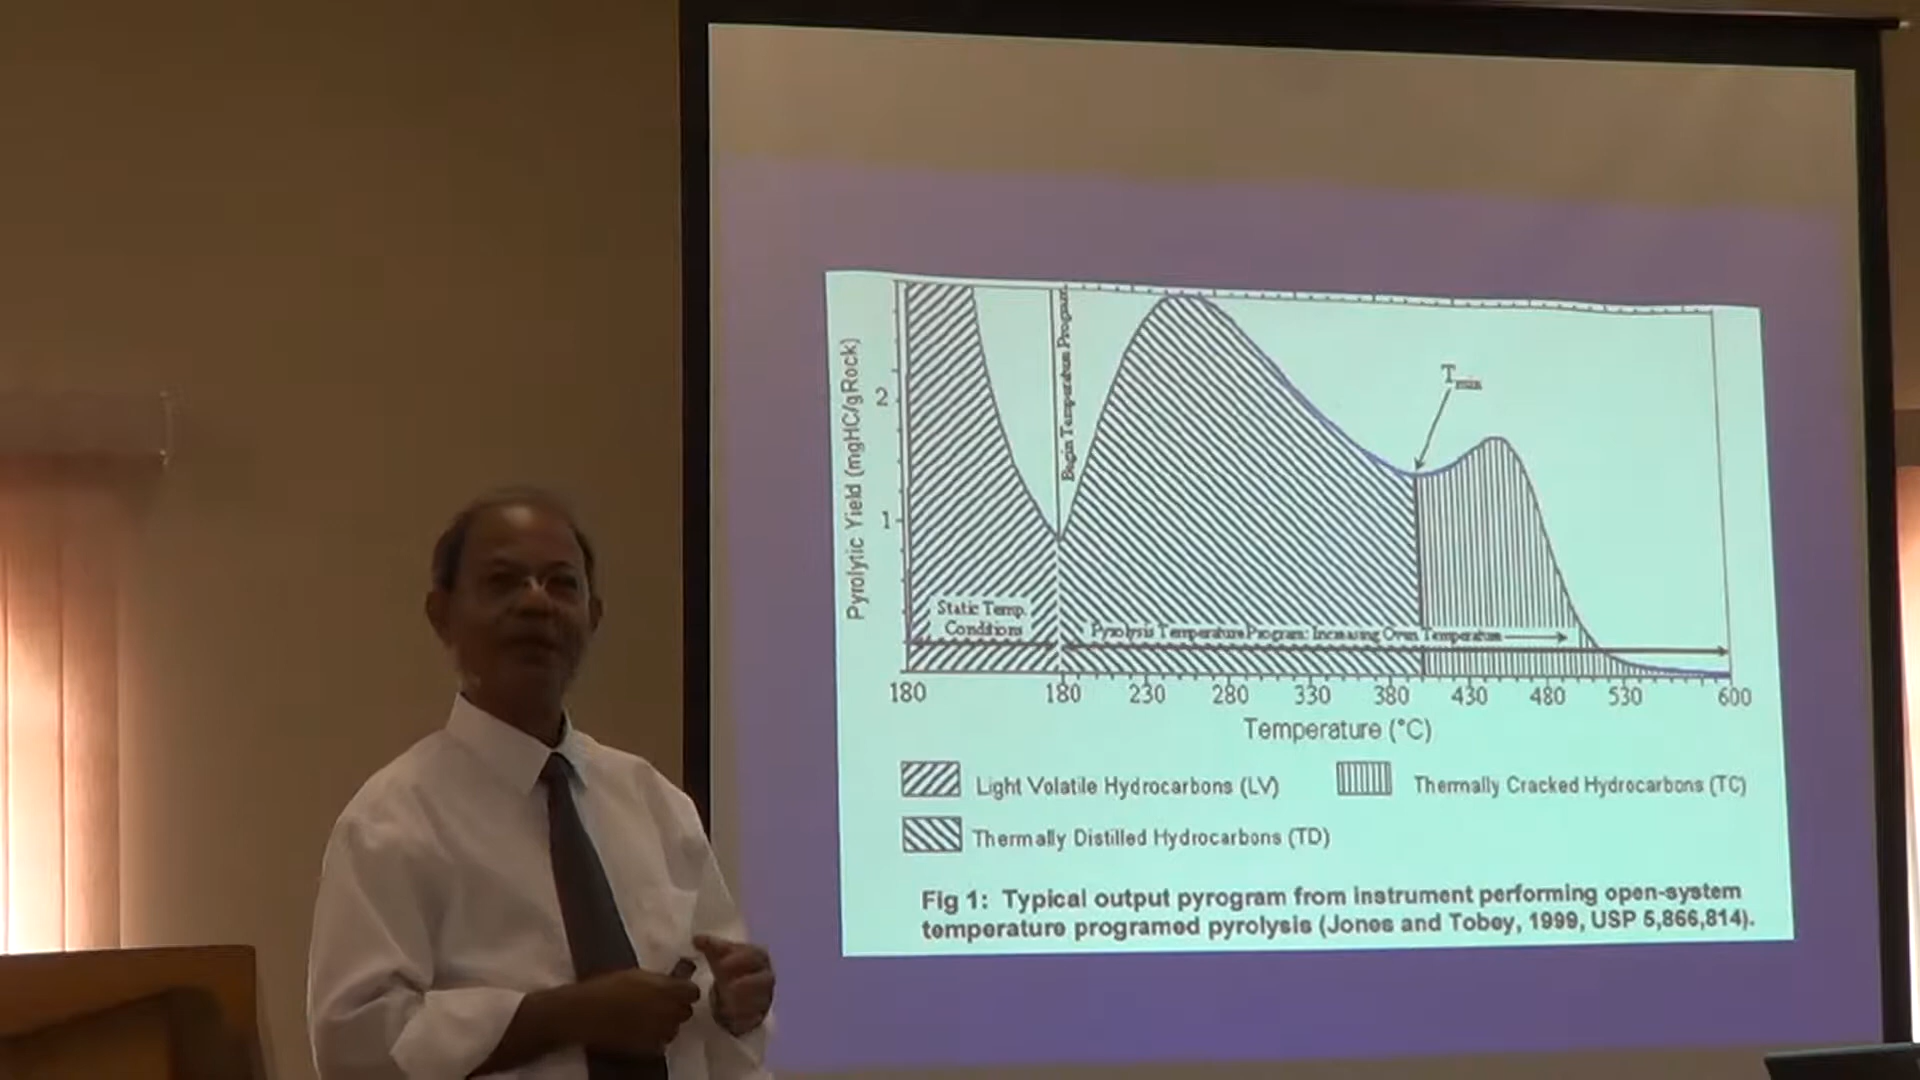 Begin Temperature Program
Pyrolytic Yield (mgHC/gRock)
2
1
Tmin
Static Temp.
Conditions
Pyrolysis Temperature Program: Increasing Oven Temperature
180 180 230 280 330 380 430 480 530 600
Temperature (°C)
Light Volatile Hydrocarbons (LV)
Thermally Cracked Hydrocarbons (TC)
Thermally Distilled Hydrocarbons (TD)
Fig 1: Typical output pyrogram from instrument performing open-system
temperature programed pyrolysis (Jones and Tobey, 1999, USP 5,866,814).